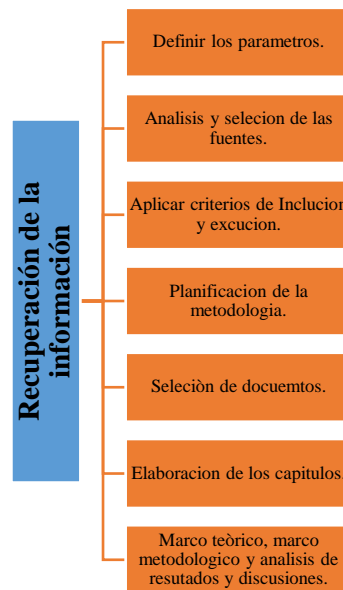 Recuperación de la
información
Definir los parametros.
Analisis y selecion de las
fuentes.
Aplicar criterios de Inclucion
y excucion.
Planificacion de la
metodologia.
Seleciòn de docuemtos.
Elaboracion de los capitulos.
Marco teòrico, marco
metodologico y analisis de
resutados y discusiones.